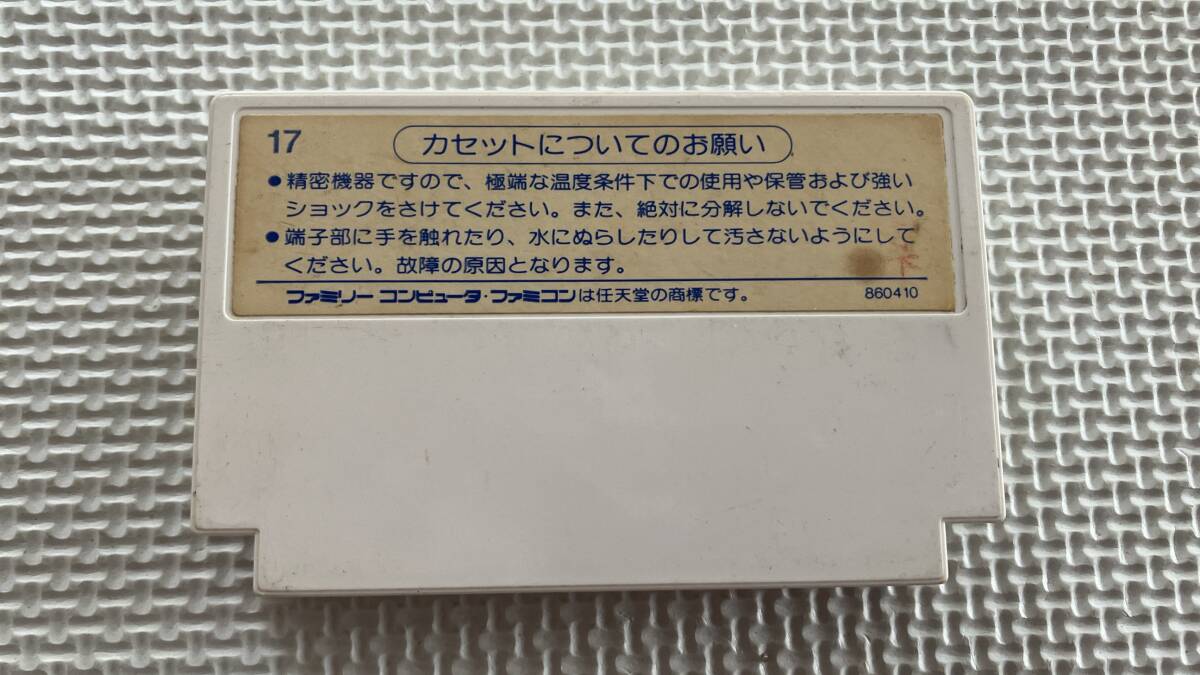 17
カセットについてのお願い
●精密機器ですので、極端な温度条件下での使用や保管および強い
ショックをさけてください。また、絶対に分解しないでください。
●端子部に手を触れたり、水にぬらしたりして汚さないようにして
ください。故障の原因となります。
ファミリー コンピュータ・ファミコンは任天堂の商標です。 860410